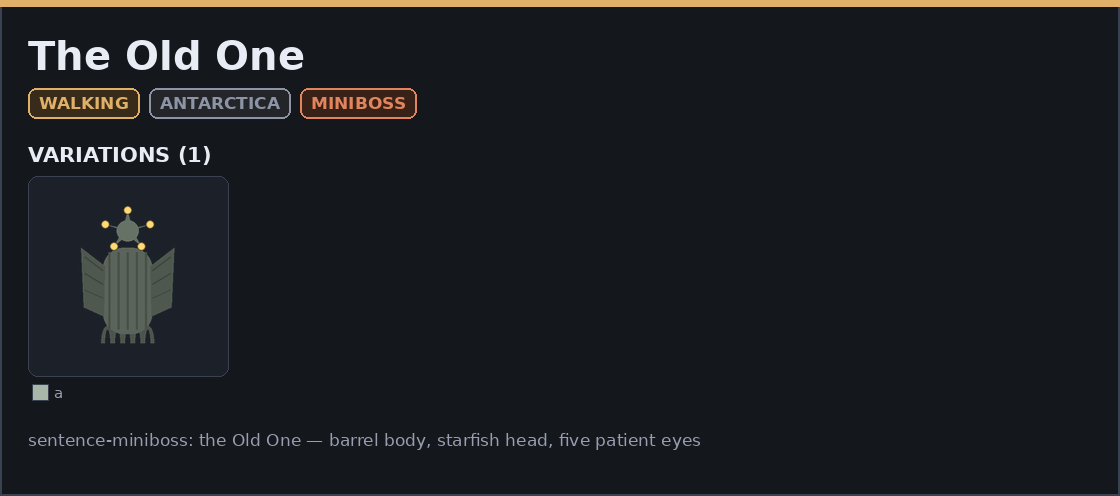 The Old One
WALKING ANTARCTICA MINIBOSS
VARIATIONS (1)
a
sentence-miniboss: the Old One — barrel body, starfish head, five patient eyes